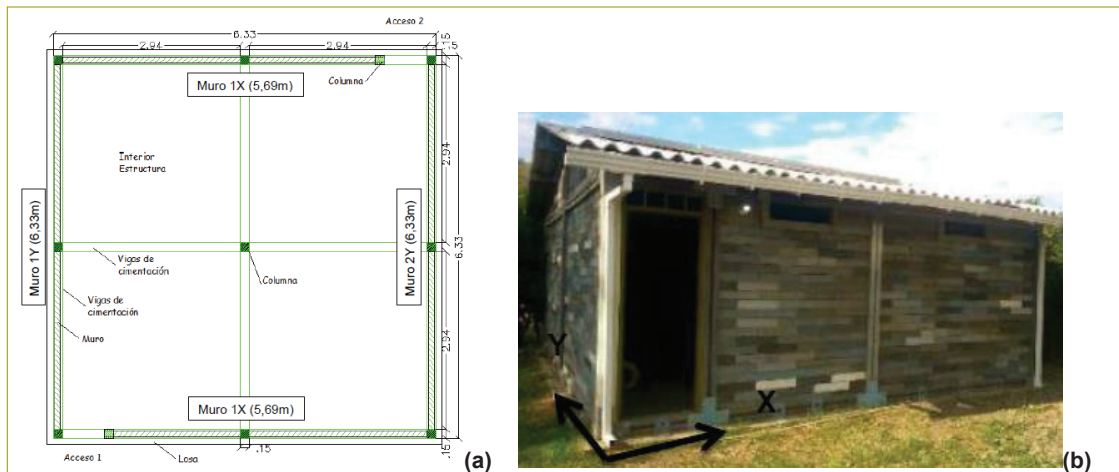 Acceso 2
6.33
2.94
2.94
.15
.15
Columna
Muro 1X (5,69m)
Interior
Estructura
2.94
Muro 1Y (6,33m)
Muro 2Y (6,33m)
6.33
Vigas de
cimentación
Columna
Vigas de
cimentación
Muro
2.94
Muro 1X (5,69m)
.15
.15
Acceso 1
Losa
(a)
Y
X
(b)